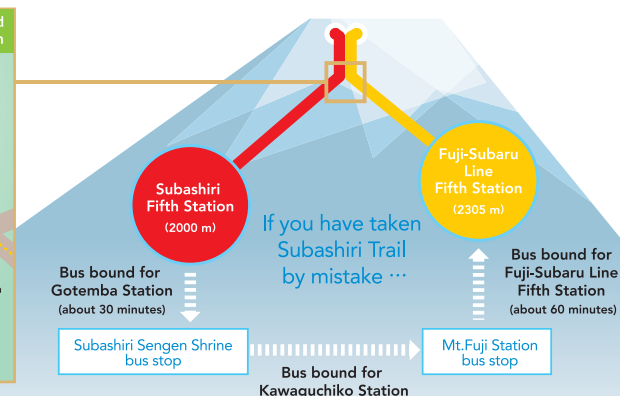 Subashiri
Fifth Station
(2000 m)
Fuji-Subaru
Line
Fifth Station
(2305 m)
If you have taken
Subashiri Trail
by mistake ···
Bus bound for
Gotemba Station
(about 30 minutes)
Bus bound for
Fuji-Subaru Line
Fifth Station
(about 60 minutes)
Subashiri Sengen Shrine
bus stop
Mt.Fuji Station
bus stop
Bus bound for
Kawaguchiko Station